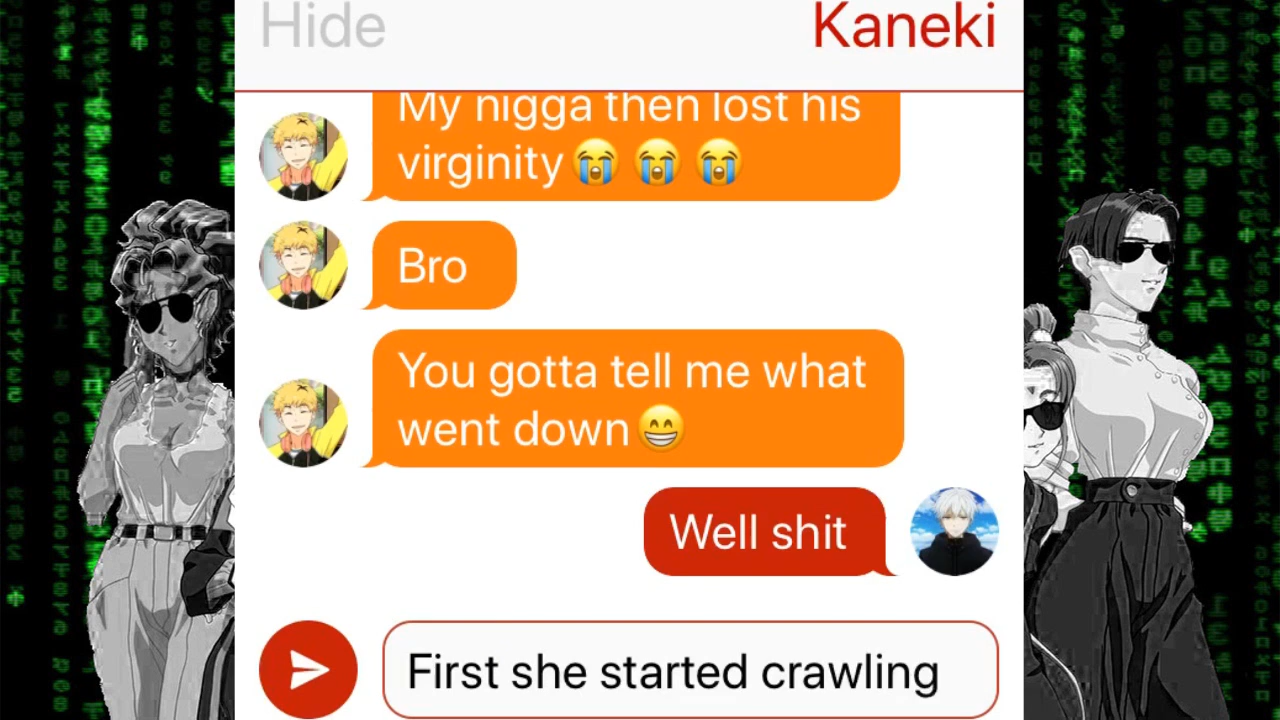 Hide
Kaneki
My nigga then lost his
virginity😭😭😭
Bro
You gotta tell me what
went down😁
Well shit
First she started crawling